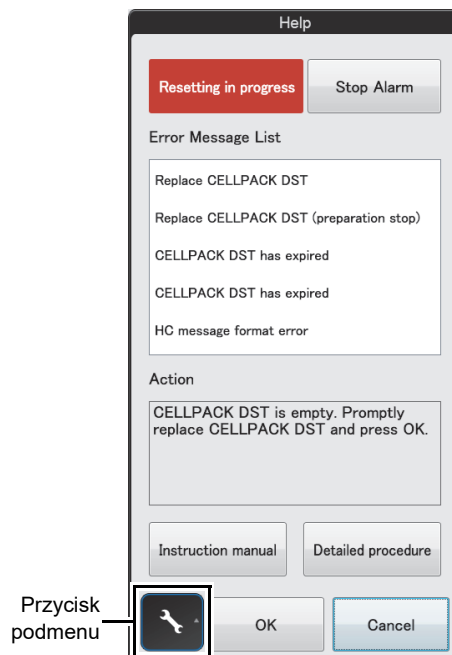 Help
Resetting in progress
Stop Alarm
Error Message List
Replace CELLPACK DST
Replace CELLPACK DST (preparation stop)
CELLPACK DST has expired
CELLPACK DST has expired
HC message format error
Action
CELLPACK DST is empty. Promptly
replace CELLPACK DST and press OK.
Instruction manual
Detailed procedure
Przycisk
podmenu
OK
Cancel